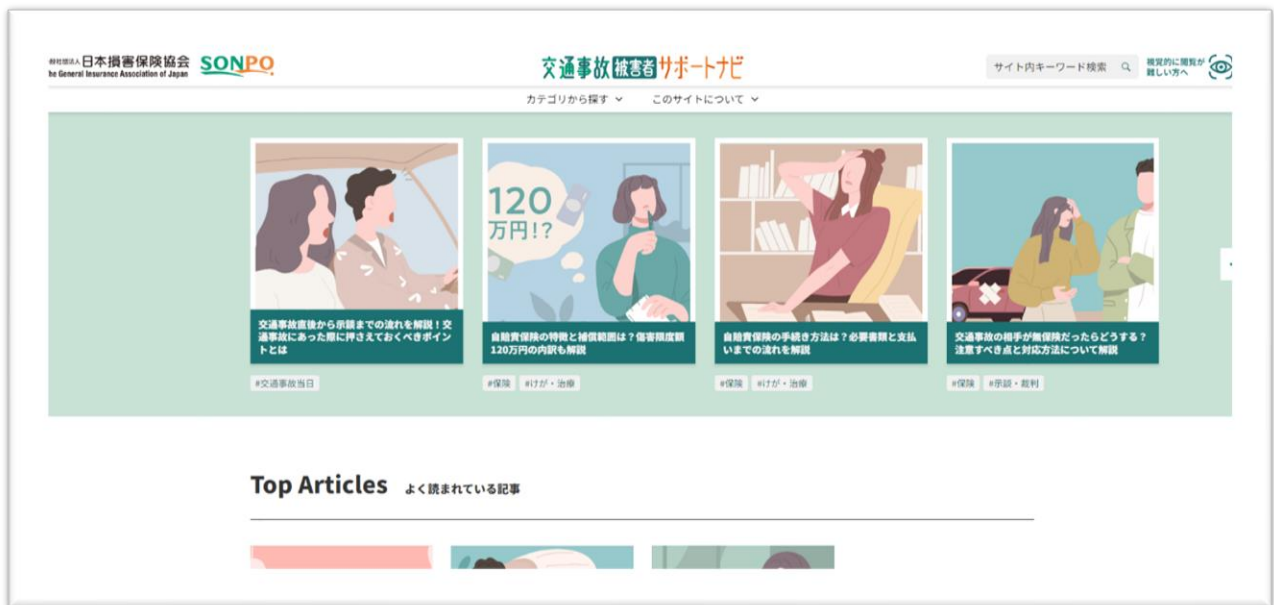 一般社団法人 日本損害保険協会 SONPO
he General Insurance Association of Japan
交通事故被害者サポートナビ
サイト内キーワード検索
視覚的に閲覧が
難しい方へ
カテゴリから探す
このサイトについて
120
万円!?
交通事故直後から示談までの流れを解説!交
通事故にあった際に押さえておくべきポイン
トとは
#交通事故当日
自賠責保険の特徴と補償範囲は?傷害限度額
120万円の内訳も解説
#保険 #けが・治療
自賠責保険の手続き方法は?必要書類と支払
いまでの流れを解説
#保険 #けが・治療
交通事故の相手が無保険だったらどうする?
注意すべき点と対応方法について解説
#保険 #示談・裁判
Top Articles よく読まれている記事